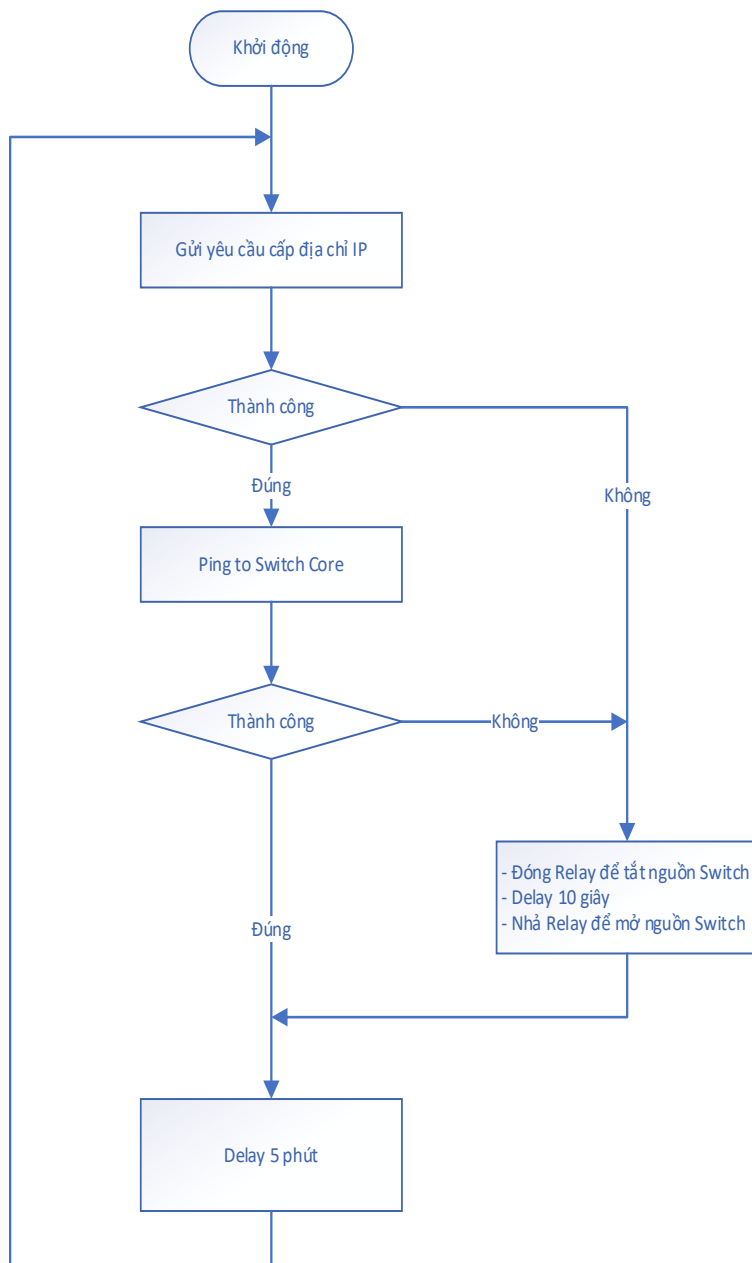 Khởi động
Gửi yêu cầu cấp địa chỉ IP
Thành công
Đúng
Không
Ping to Switch Core
Thành công
Không
- Đóng Relay để tắt nguồn Switch
- Delay 10 giây
- Nhả Relay để mở nguồn Switch
Đúng
Delay 5 phút